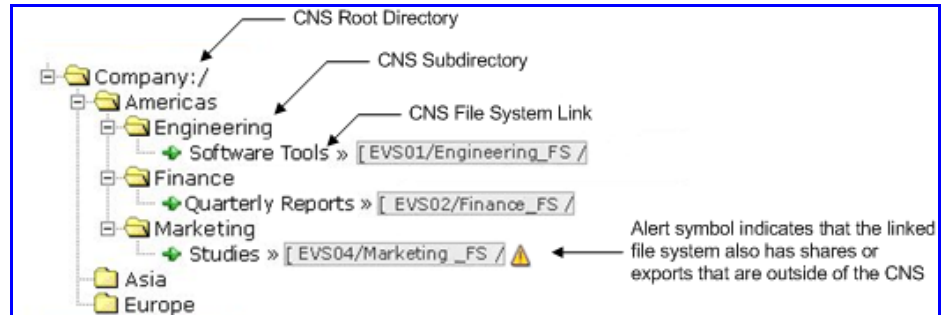 CNS Root Directory
CNS Subdirectory
Company:/
Americas
CNS File System Link
Engineering
Software Tools » [ EVS01/Engineering_FS /
Finance
Quarterly Reports » [ EVS02/Finance_FS /
Marketing
Studies » [ EVS04/Marketing _FS /
Alert symbol indicates that the linked
file system also has shares or
exports that are outside of the CNS
Asia
Europe